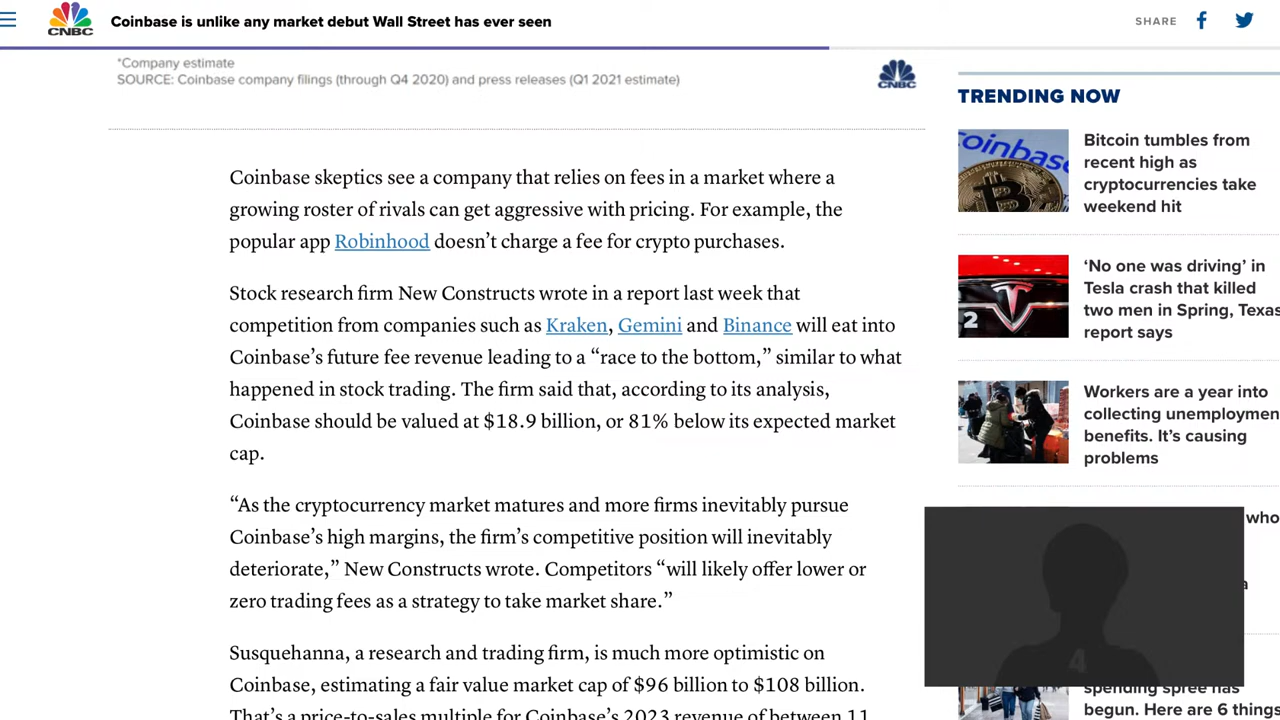 CNBC
Coinbase is unlike any market debut Wall Street has ever seen
SHARE
*Company estimate
SOURCE: Coinbase company filings (through Q4 2020) and press releases (Q1 2021 estimate)
CNBC
Coinbase skeptics see a company that relies on fees in a market where a
growing roster of rivals can get aggressive with pricing. For example, the
popular app Robinhood doesn’t charge a fee for crypto purchases.
Stock research firm New Constructs wrote in a report last week that
competition from companies such as Kraken, Gemini and Binance will eat into
Coinbase’s future fee revenue leading to a “race to the bottom,” similar to what
happened in stock trading. The firm said that, according to its analysis,
Coinbase should be valued at $18.9 billion, or 81% below its expected market
cap.
“As the cryptocurrency market matures and more firms inevitably pursue
Coinbase’s high margins, the firm’s competitive position will inevitably
deteriorate,” New Constructs wrote. Competitors “will likely offer lower or
zero trading fees as a strategy to take market share.”
Susquehanna, a research and trading firm, is much more optimistic on
Coinbase, estimating a fair value market cap of $96 billion to $108 billion.
That’s a price-to-sales multiple for Coinbase’s 2023 revenue of between 11
TRENDING NOW
oinbase
Bitcoin tumbles from
recent high as
cryptocurrencies take
weekend hit
2
‘No one was driving’ in
Tesla crash that killed
two men in Spring, Texas
report says
Workers are a year into
collecting unemploymen
benefits. It’s causing
problems
who
a
4
spending spree has
begun. Here are 6 things